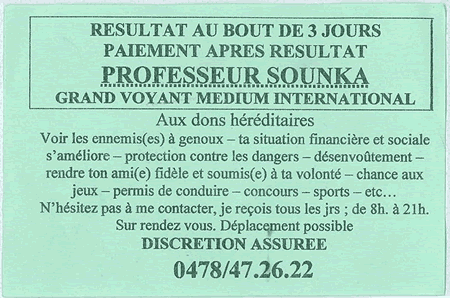 RESULTAT AU BOUT DE 3 JOURS
PAIEMENT APRES RESULTAT
PROFESSEUR SOUNKA
GRAND VOYANT MEDIUM INTERNATIONAL
Aux dons héréditaires
Voir les ennemis(es) à genoux – ta situation financière et sociale
s’améliore – protection contre les dangers – désenvoûtement –
rendre ton ami(e) fidèle et soumis(e) à ta volonté – chance aux
jeux – permis de conduire – concours – sports – etc…
N’hésitez pas à me contacter, je reçois tous les jrs ; de 8h. à 21h.
Sur rendez vous. Déplacement possible
DISCRETION ASSUREE
0478/47.26.22